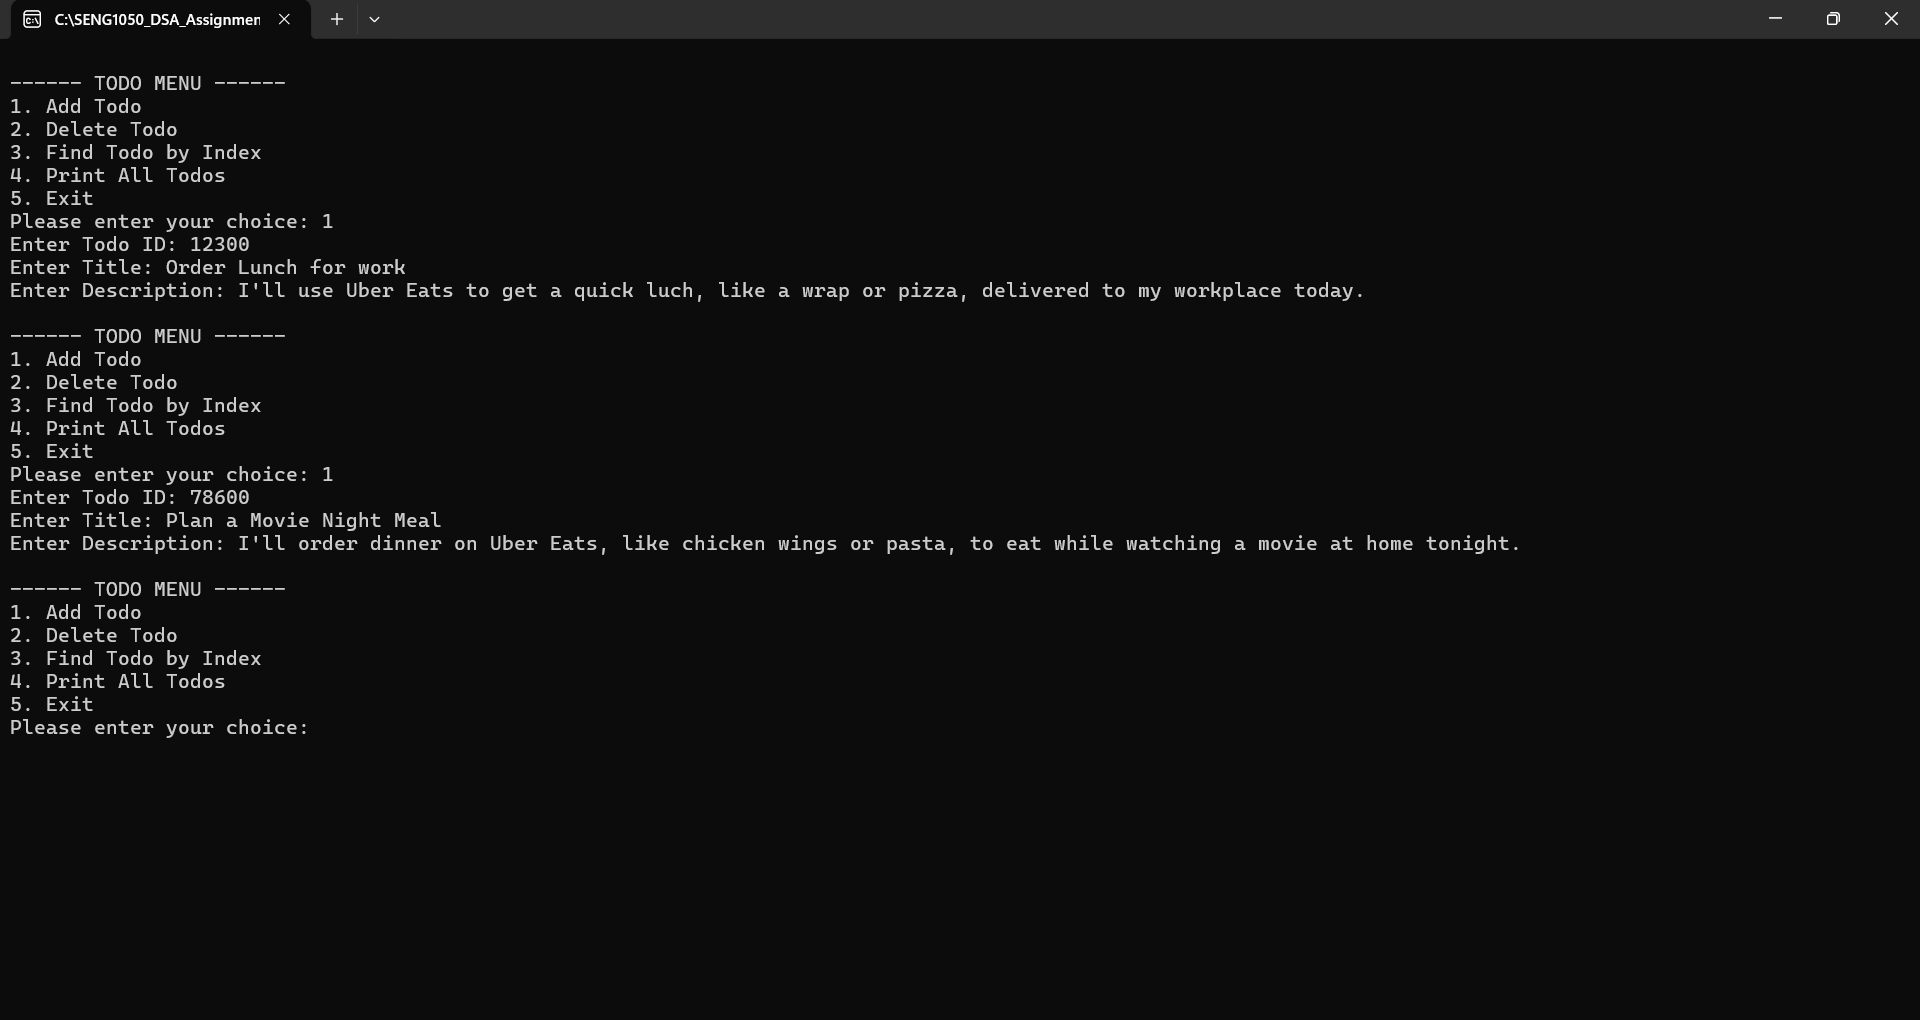 C:\SENG1050_DSA_Assignmen
------ TODO MENU ------
1. Add Todo
2. Delete Todo
3. Find Todo by Index
4. Print All Todos
5. Exit
Please enter your choice: 1
Enter Todo ID: 12300
Enter Title: Order Lunch for work
Enter Description: I'll use Uber Eats to get a quick luch, like a wrap or pizza, delivered to my workplace today.
------ TODO MENU ------
1. Add Todo
2. Delete Todo
3. Find Todo by Index
4. Print All Todos
5. Exit
Please enter your choice: 1
Enter Todo ID: 78600
Enter Title: Plan a Movie Night Meal
Enter Description: I'll order dinner on Uber Eats, like chicken wings or pasta, to eat while watching a movie at home tonight.
------ TODO MENU ------
1. Add Todo
2. Delete Todo
3. Find Todo by Index
4. Print All Todos
5. Exit
Please enter your choice: